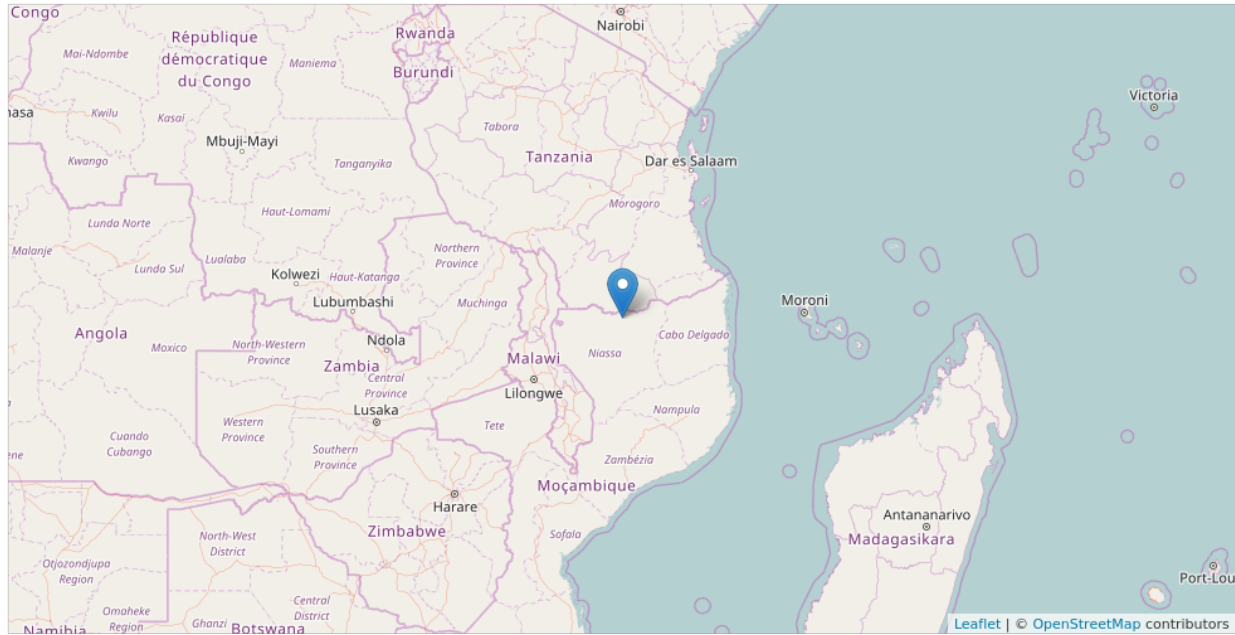 Congo
Nairobi
République
démocratique
du Congo
Rwanda
Mai-Ndombe
Maniema
Burundi
Victoria
Kwilu
Kasaï
Tabora
Mbuji-Mayi
Kwango
Tanganyika
Tanzania
Dar es Salaam
Morogoro
Haut-Lomami
Lunda Norte
Malanje
Lunda Sul
Lualaba
Northern
Province
Kolwezi
Haut-Katanga
Lubumbashi
Muchinga
Moroni
Angola
Moxico
North-Western
Province
Ndola
Cabo Delgado
Zambia
Malawi
Niassa
Central
Province
Lilongwe
Lusaka
Western
Province
Tete
Nampula
Cuando
Cubango
Southern
Province
Zambézia
Moçambique
Harare
Antananarivo
Zimbabwe
Sofala
Madagasikara
North-West
District
Otjozondjupa
Region
Port-Lou
Omaheke
Region
Ghanzi
Central
District
Namibia
Botswana
Leaflet | © OpenStreetMap contributors